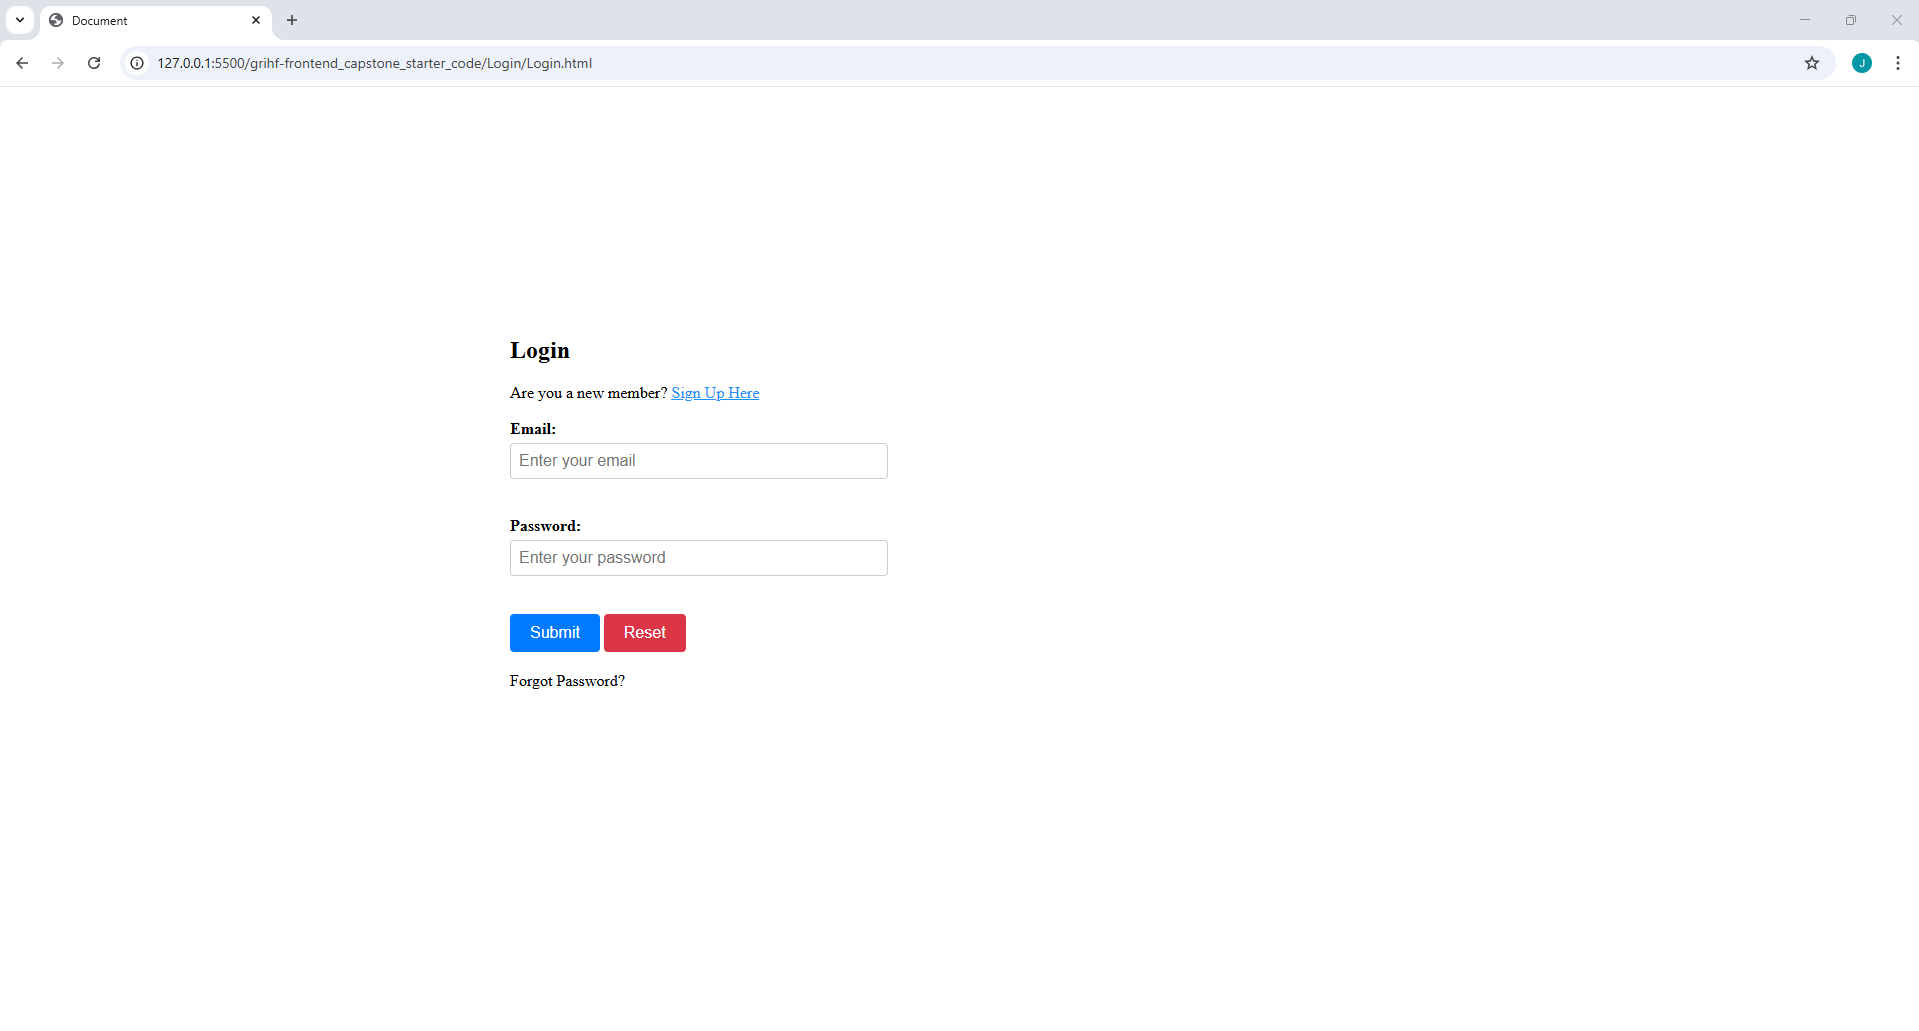 Document
127.0.0.1:5500/grihf-frontend_capstone_starter_code/Login/Login.html
J
Login
Are you a new member? Sign Up Here
Email:
Enter your email
Password:
Enter your password
Submit Reset
Forgot Password?